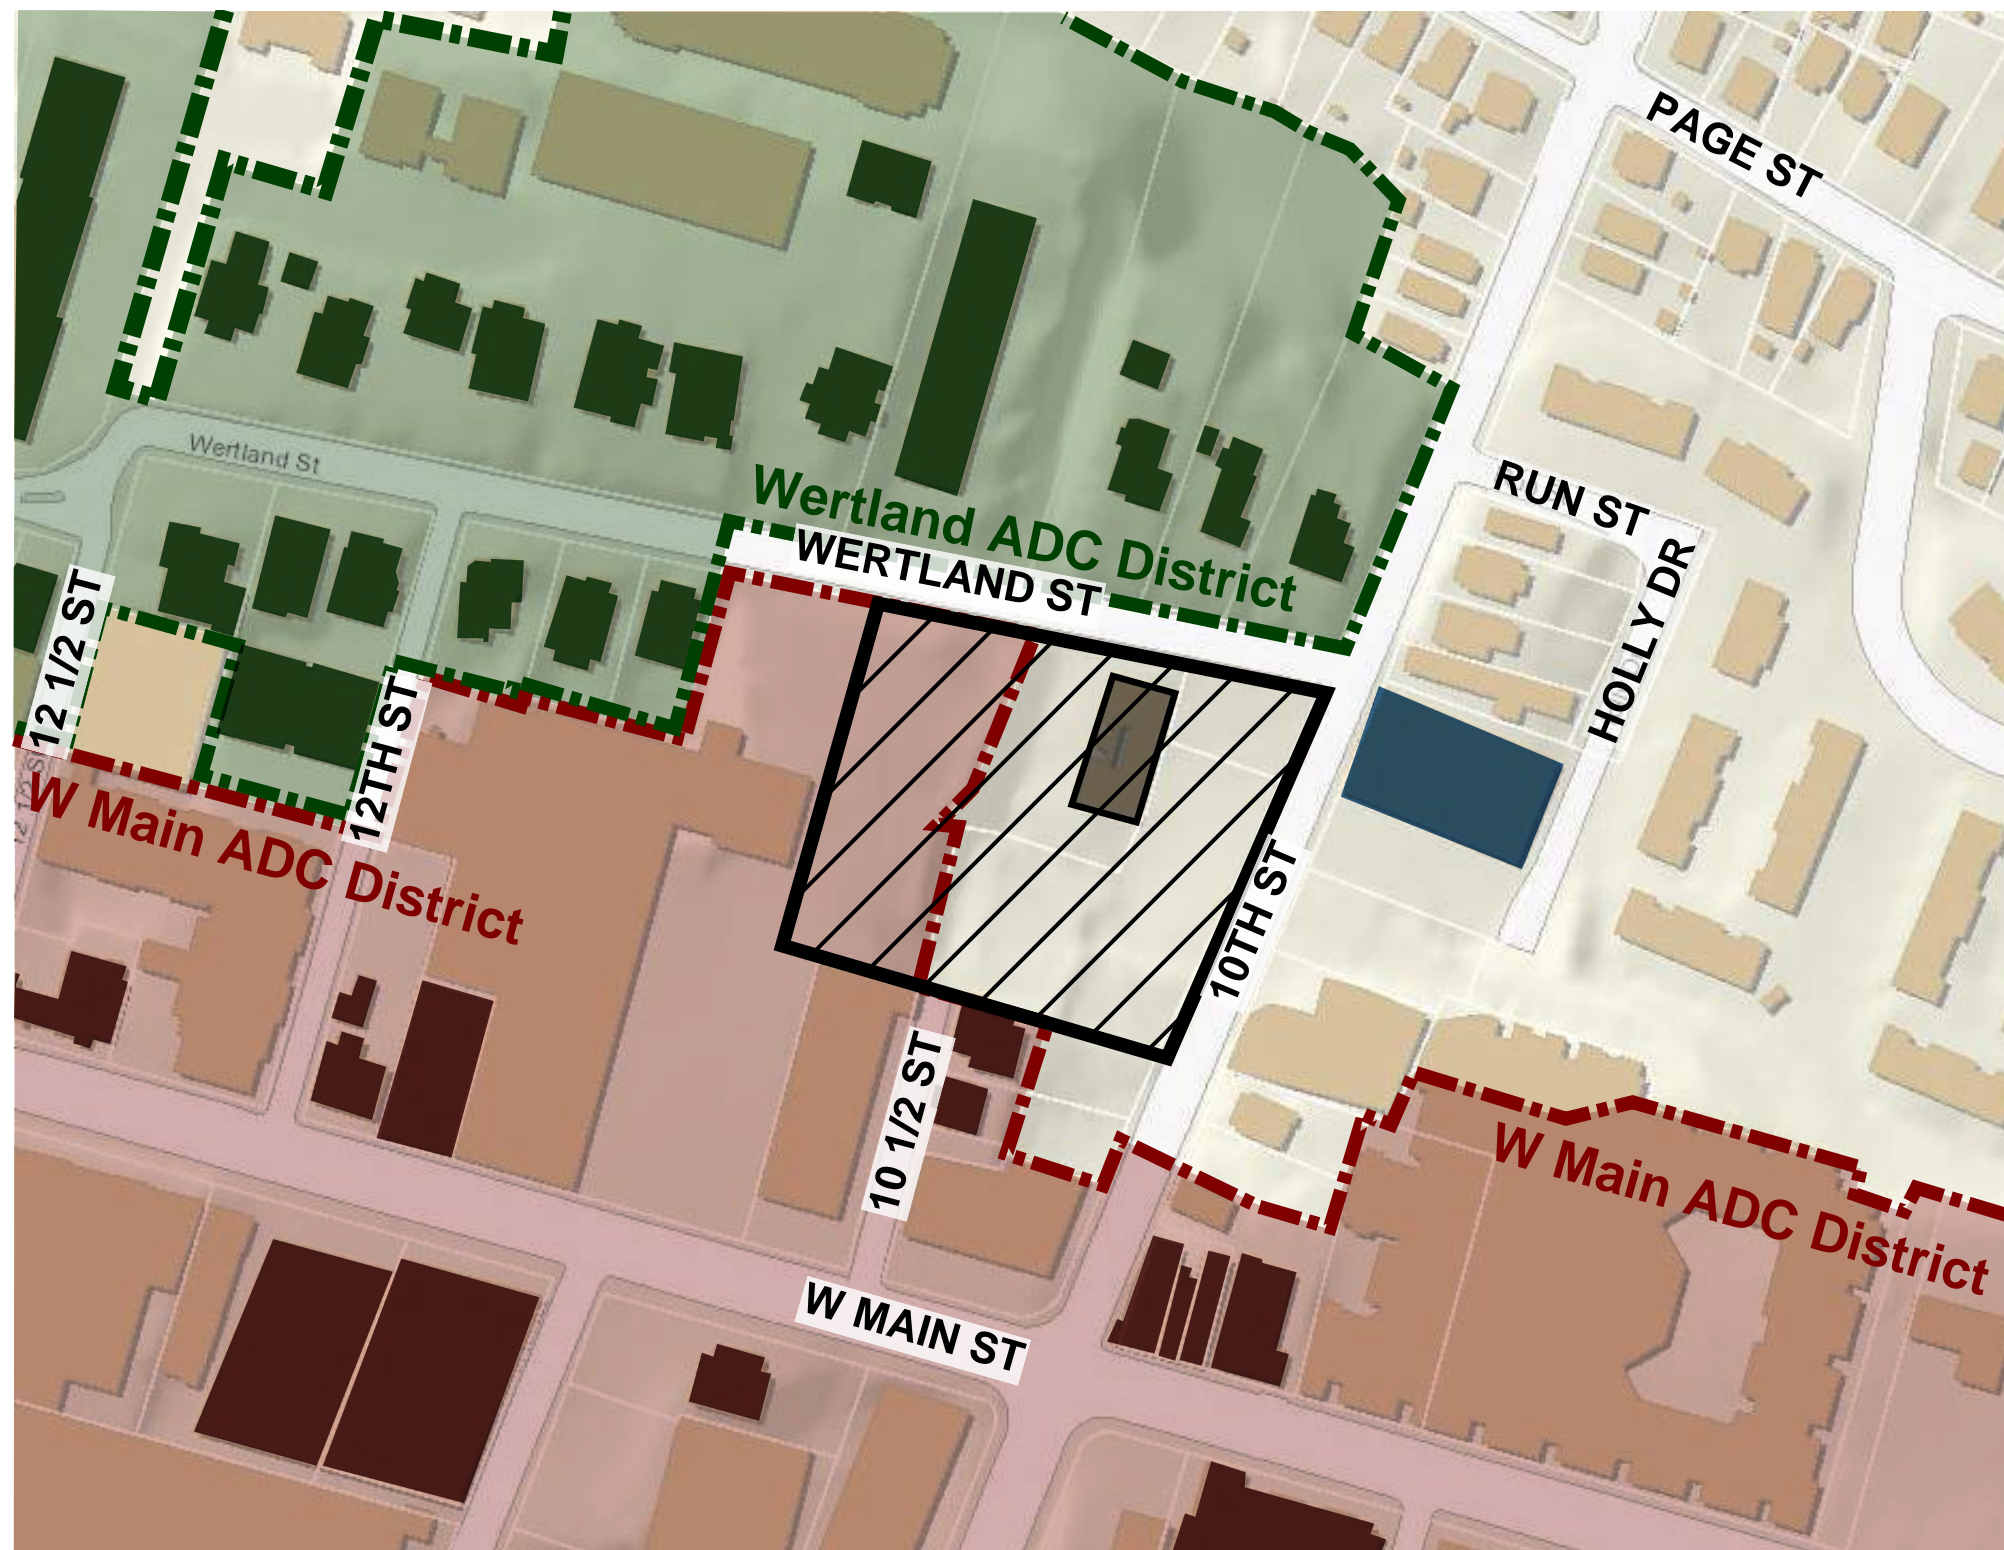 PAGE ST
Wertland St
Wertland ADC District
RUN ST
WERTLAND ST
HOLLY DR
12 1/2 ST
12TH ST
W Main ADC District
10TH ST
10 1/2 ST
W Main ADC District
W MAIN ST